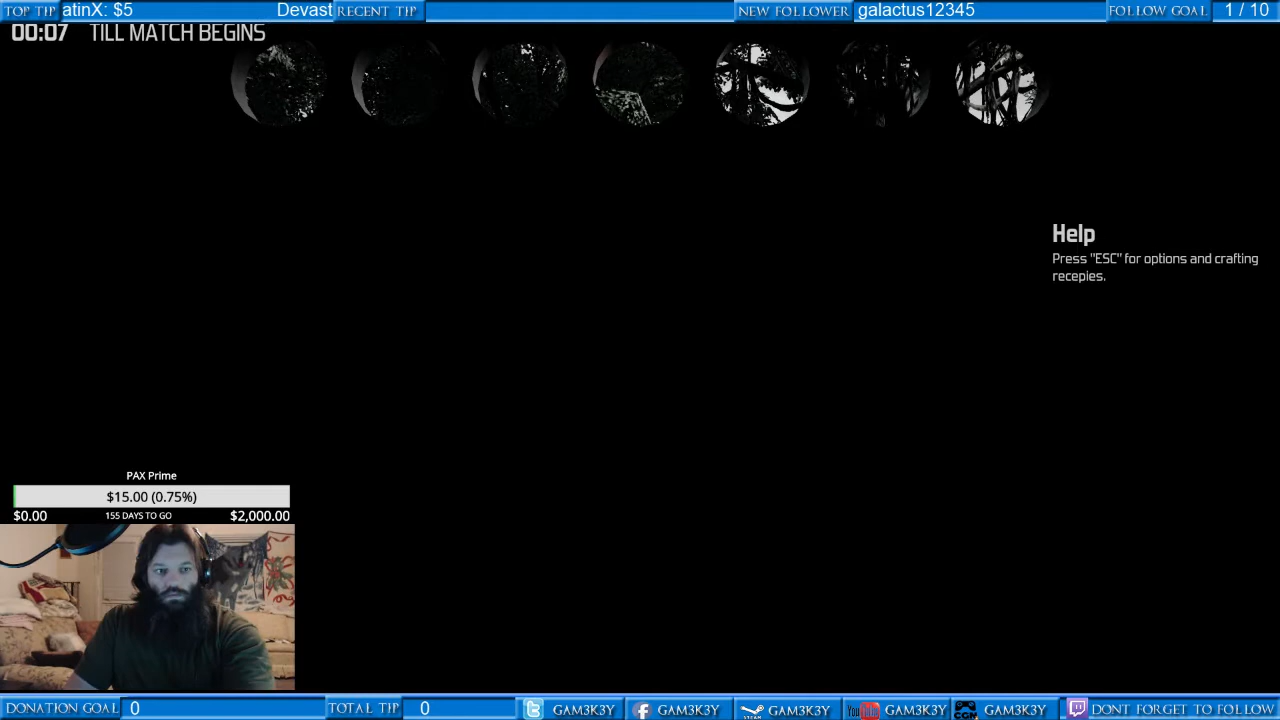 TOP TIP atinX: $5 Devast RECENT TIP NEW FOLLOWER galactus12345 FOLLOW GOAL 1 / 10
00:07 TILL MATCH BEGINS
Help
Press "ESC" for options and crafting
recepies.
PAX Prime
$15.00 (0.75%)
$0.00 155 DAYS TO GO $2,000.00
DONATION GOAL 0 TOTAL TIP 0 GAM3K3Y GAM3K3Y STEAM GAM3K3Y YouTube GAM3K3Y CGN GAM3K3Y DONT FORGET TO FOLLOW